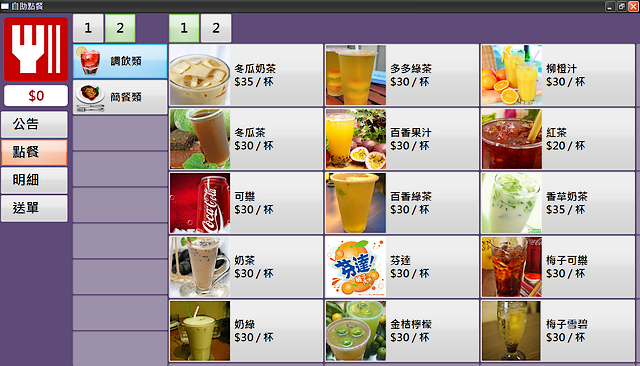 自助點餐
1
2
1
2
$0
公告
點餐
明細
送單
調飲類
簡餐類
冬瓜奶茶
$35 / 杯
多多綠茶
$30 / 杯
柳橙汁
$30 / 杯
冬瓜茶
$30 / 杯
百香果汁
$30 / 杯
紅茶
$20 / 杯
Coca-Cola
可樂
$30 / 杯
百香綠茶
$30 / 杯
香草奶茶
$35 / 杯
奶茶
$30 / 杯
芬達!
芬達
$30 / 杯
梅子可樂
$30 / 杯
奶綠
$30 / 杯
金桔檸檬
$30 / 杯
梅子雪碧
$30 / 杯